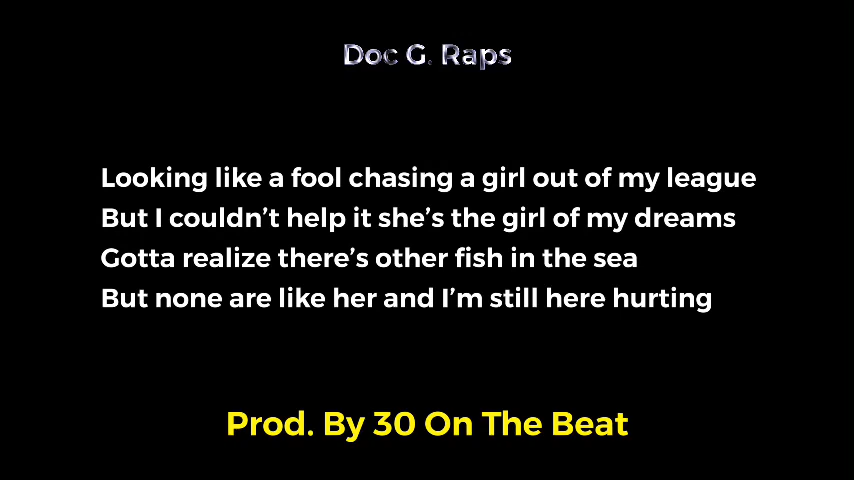 Doc G. Raps
Looking like a fool chasing a girl out of my league
But I couldn’t help it she’s the girl of my dreams
Gotta realize there’s other fish in the sea
But none are like her and I’m still here hurting
Prod. By 30 On The Beat